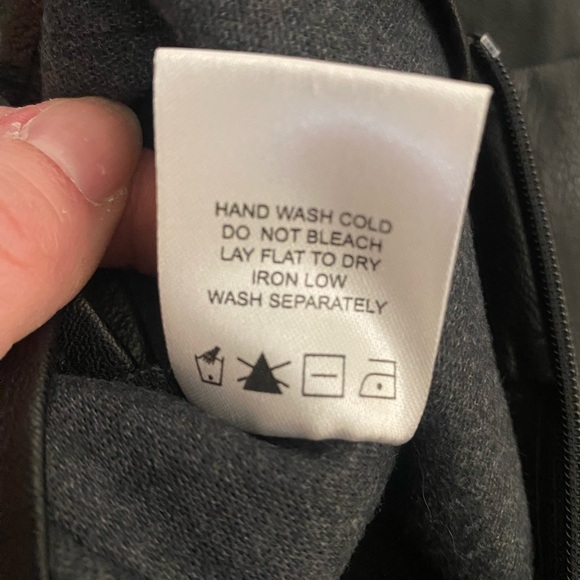 HAND WASH COLD
DO NOT BLEACH
LAY FLAT TO DRY
IRON LOW
WASH SEPARATELY